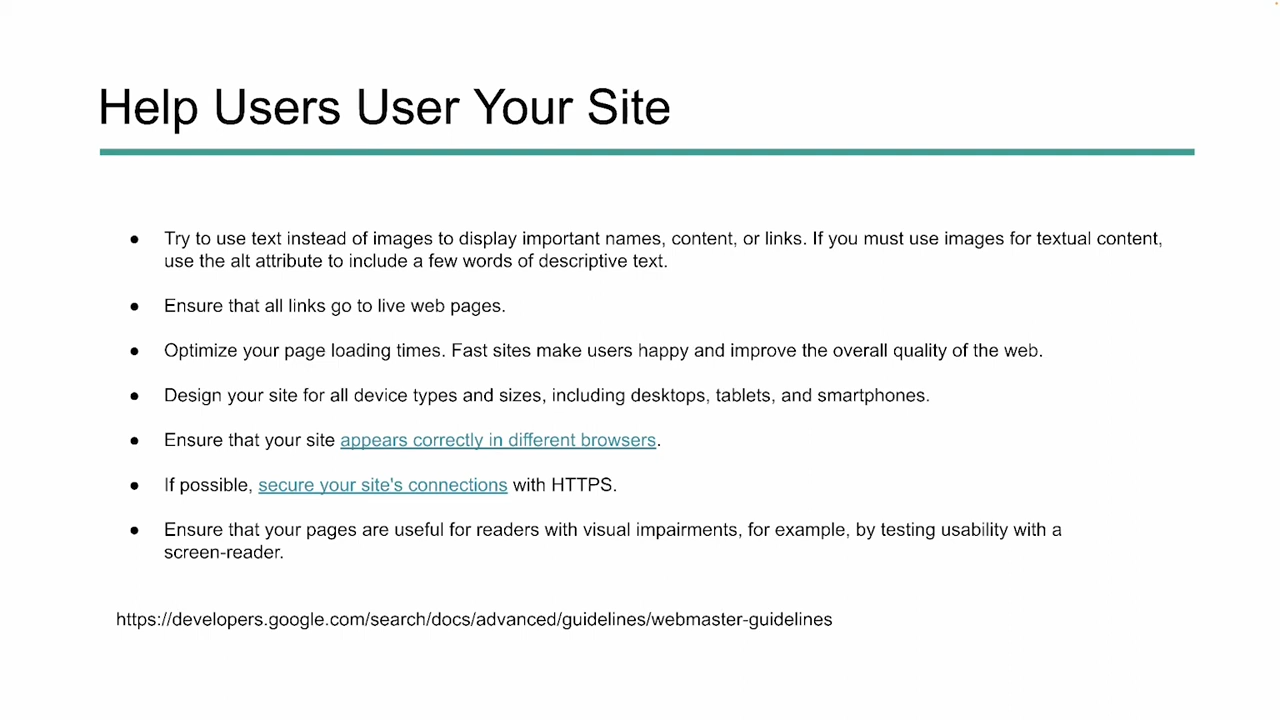 Help Users User Your Site
● Try to use text instead of images to display important names, content, or links. If you must use images for textual content,
use the alt attribute to include a few words of descriptive text.
● Ensure that all links go to live web pages.
● Optimize your page loading times. Fast sites make users happy and improve the overall quality of the web.
● Design your site for all device types and sizes, including desktops, tablets, and smartphones.
● Ensure that your site appears correctly in different browsers.
● If possible, secure your site's connections with HTTPS.
● Ensure that your pages are useful for readers with visual impairments, for example, by testing usability with a
screen-reader.
https://developers.google.com/search/docs/advanced/guidelines/webmaster-guidelines